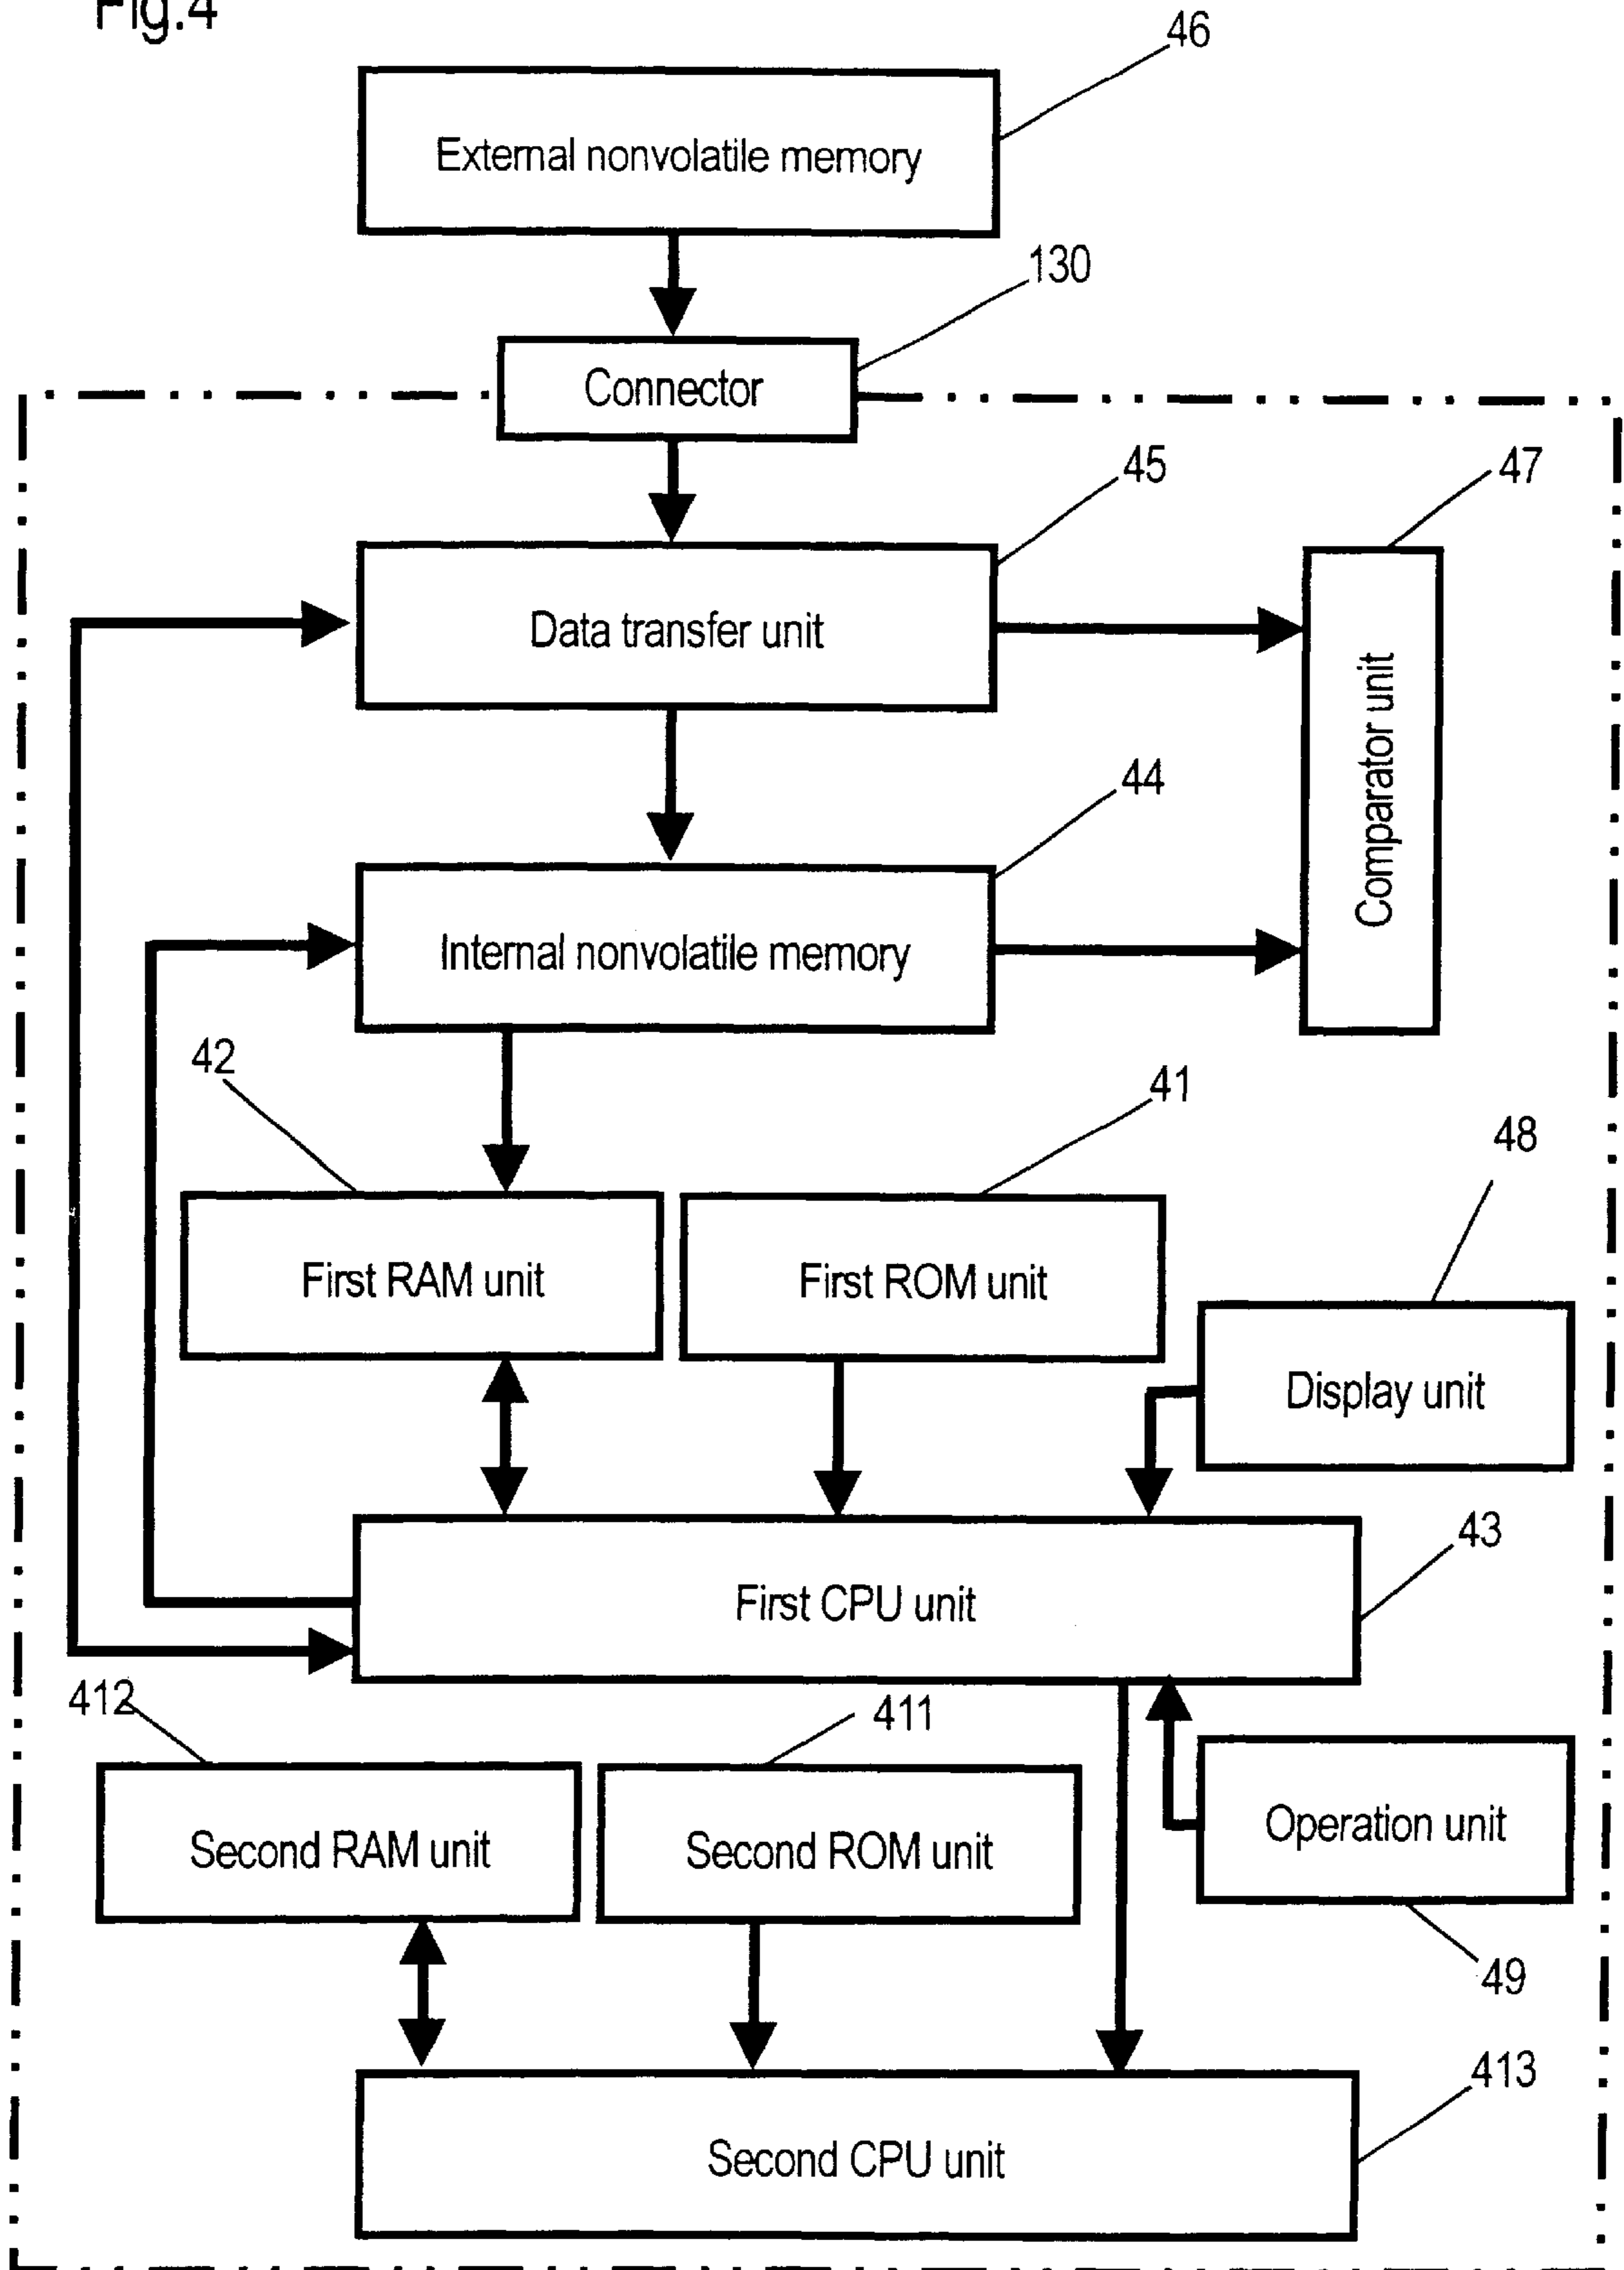 Fig.4
46
External nonvolatile memory
130
Connector
45
47
Data transfer unit
Comparator unit
44
Internal nonvolatile memory
42
41
48
First RAM unit
First ROM unit
Display unit
43
First CPU unit
412
411
Second RAM unit
Second ROM unit
Operation unit
49
413
Second CPU unit